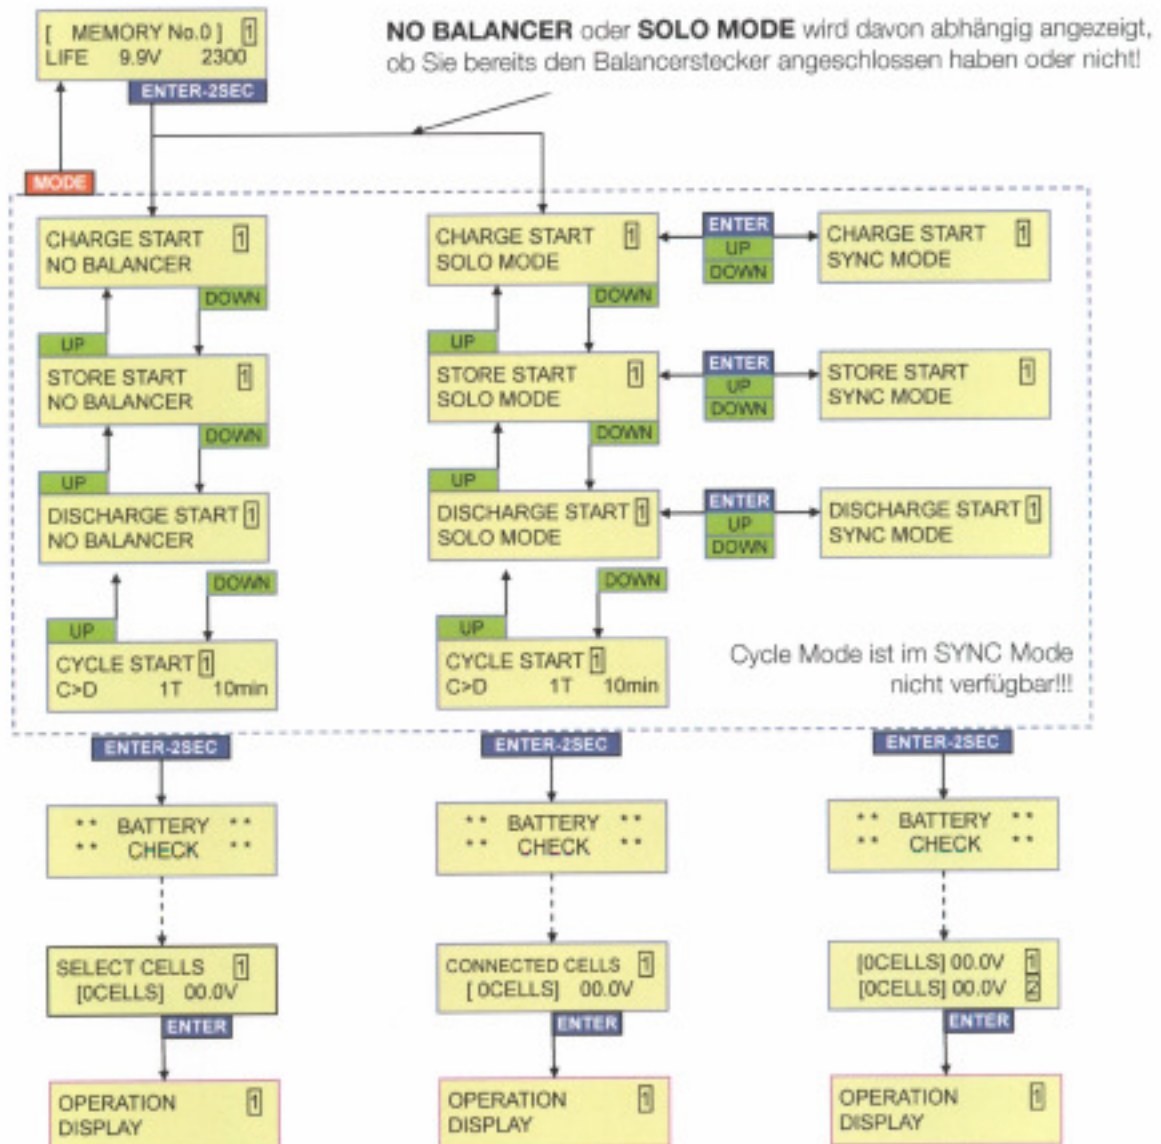 [ MEMORY No.0 ] 1
LIFE 9.9V 2300
ENTER-2SEC
NO BALANCER oder SOLO MODE wird davon abhängig angezeigt,
ob Sie bereits den Balancerstecker angeschlossen haben oder nicht!
MODE
CHARGE START 1
NO BALANCER
DOWN
UP
STORE START 1
NO BALANCER
DOWN
UP
DISCHARGE START 1
NO BALANCER
DOWN
UP
CYCLE START 1
C>D 1T 10min
CHARGE START 1
SOLO MODE
DOWN
UP
STORE START 1
SOLO MODE
DOWN
UP
DISCHARGE START 1
SOLO MODE
DOWN
UP
CYCLE START 1
C>D 1T 10min
ENTER
UP
DOWN
CHARGE START 1
SYNC MODE
ENTER
UP
DOWN
STORE START 1
SYNC MODE
ENTER
UP
DOWN
DISCHARGE START 1
SYNC MODE
Cycle Mode ist im SYNC Mode
nicht verfügbar!!!
ENTER-2SEC
** BATTERY **
** CHECK **
SELECT CELLS 1
[0CELLS] 00.0V
ENTER
OPERATION 1
DISPLAY
ENTER-2SEC
** BATTERY **
** CHECK **
CONNECTED CELLS 1
[ 0CELLS] 00.0V
ENTER
OPERATION 1
DISPLAY
ENTER-2SEC
** BATTERY **
** CHECK **
[0CELLS] 00.0V 1
[0CELLS] 00.0V 2
ENTER
OPERATION 1
DISPLAY